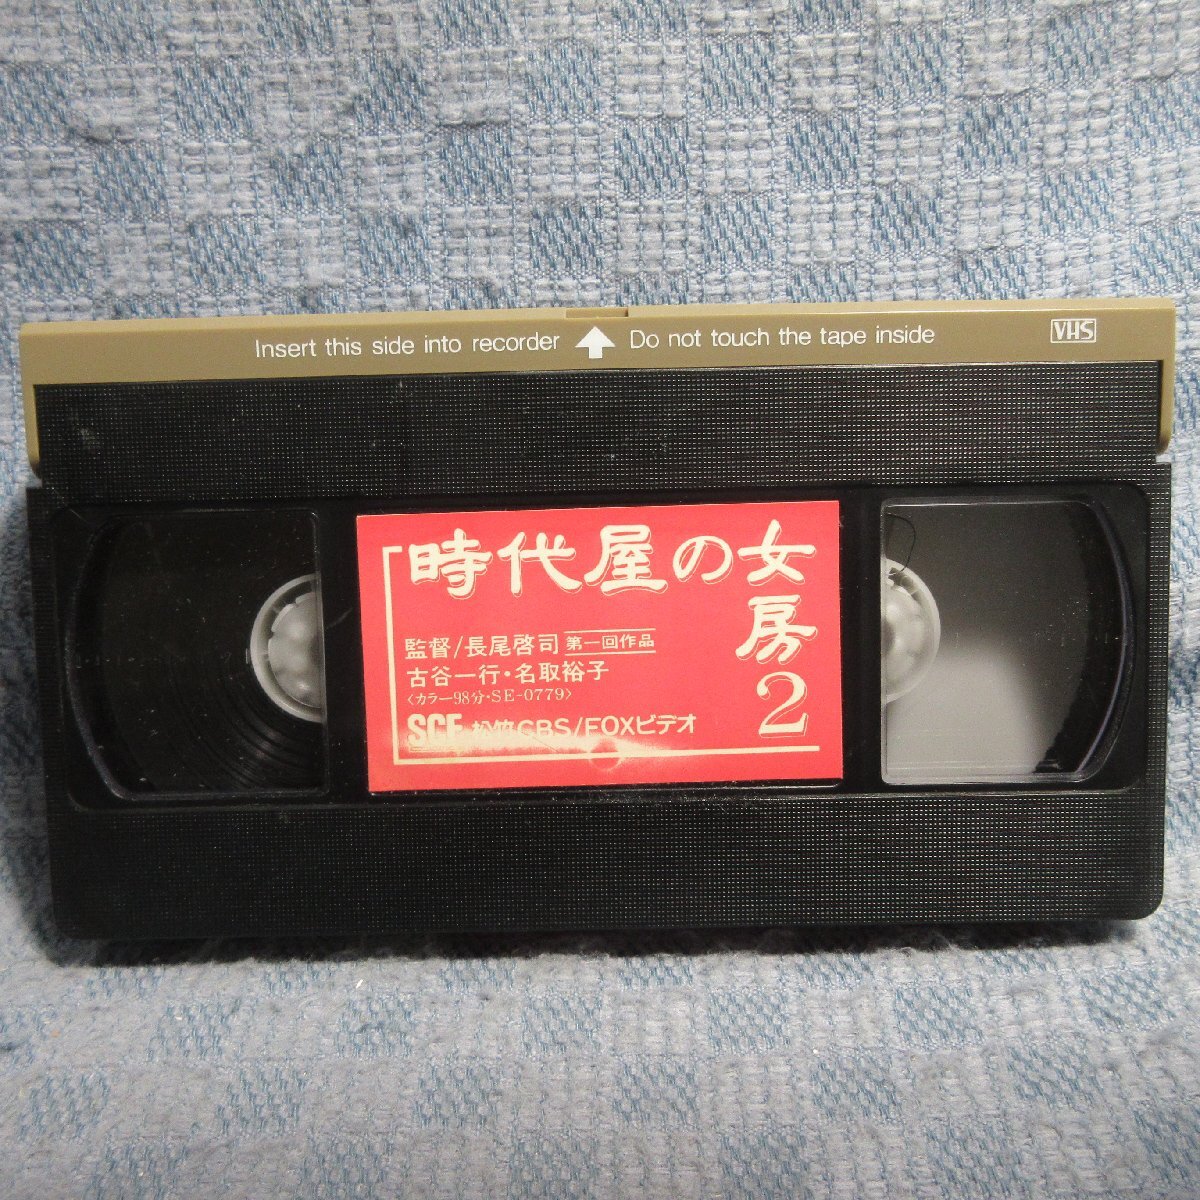 Insert this side into recorder Do not touch the tape inside
VHS
時代屋の女房2
監督/長尾啓司 第一回作品
古谷一行・名取裕子
〈カラー98分・SE-0779〉
SCF 松竹CBS/FOXビデオ